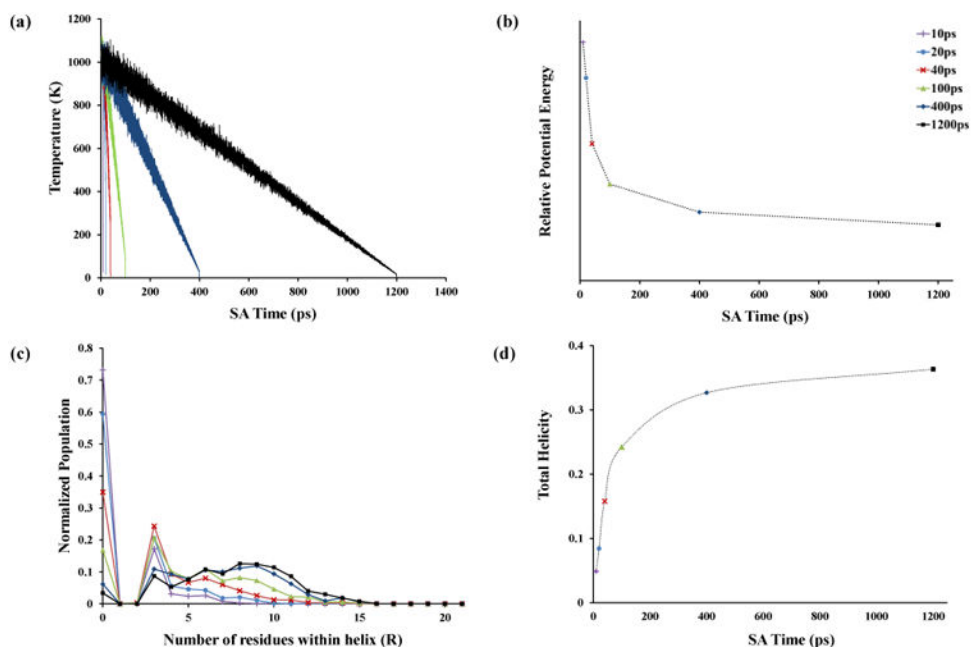 (a)
1200
1000
800
600
400
200
0
Temperature (K)
0 200 400 600 800 1000 1200 1400
SA Time (ps)
(b)
Relative Potential Energy
0 200 400 600 800 1000 1200
SA Time (ps)
10ps
20ps
40ps
100ps
400ps
1200ps
(c)
0.8
0.7
0.6
0.5
0.4
0.3
0.2
0.1
0
Normalized Population
0 5 10 15 20
Number of residues within helix (R)
(d)
0.4
0.3
0.2
0.1
0
Total Helicity
0 200 400 600 800 1000 1200
SA Time (ps)